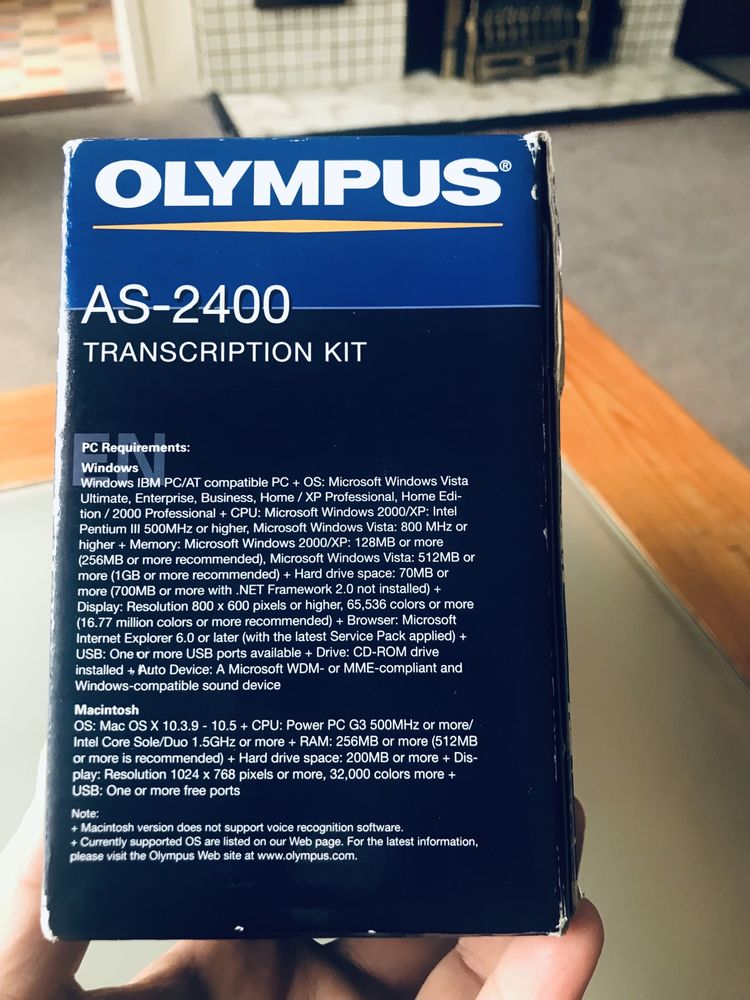 OLYMPUS®
AS-2400
TRANSCRIPTION KIT
EN
PC Requirements:
Windows
Windows IBM PC/AT compatible PC + OS: Microsoft Windows Vista
Ultimate, Enterprise, Business, Home / XP Professional, Home Edi-
tion / 2000 Professional + CPU: Microsoft Windows 2000/XP: Intel
Pentium III 500MHz or higher, Microsoft Windows Vista: 800 MHz or
higher + Memory: Microsoft Windows 2000/XP: 128MB or more
(256MB or more recommended), Microsoft Windows Vista: 512MB or
more (1GB or more recommended) + Hard drive space: 70MB or
more (700MB or more with .NET Framework 2.0 not installed) +
Display: Resolution 800 x 600 pixels or higher, 65,536 colors or more
(16.77 million colors or more recommended) + Browser: Microsoft
Internet Explorer 6.0 or later (with the latest Service Pack applied) +
USB: One or more USB ports available + Drive: CD-ROM drive
installed + Auto Device: A Microsoft WDM- or MME-compliant and
Windows-compatible sound device
Macintosh
OS: Mac OS X 10.3.9 - 10.5 + CPU: Power PC G3 500MHz or more/
Intel Core Sole/Duo 1.5GHz or more + RAM: 256MB or more (512MB
or more is recommended) + Hard drive space: 200MB or more + Dis-
play: Resolution 1024 x 768 pixels or more, 32,000 colors more +
USB: One or more free ports
Note:
+ Macintosh version does not support voice recognition software.
+ Currently supported OS are listed on our Web page. For the latest information,
please visit the Olympus Web site at www.olympus.com.